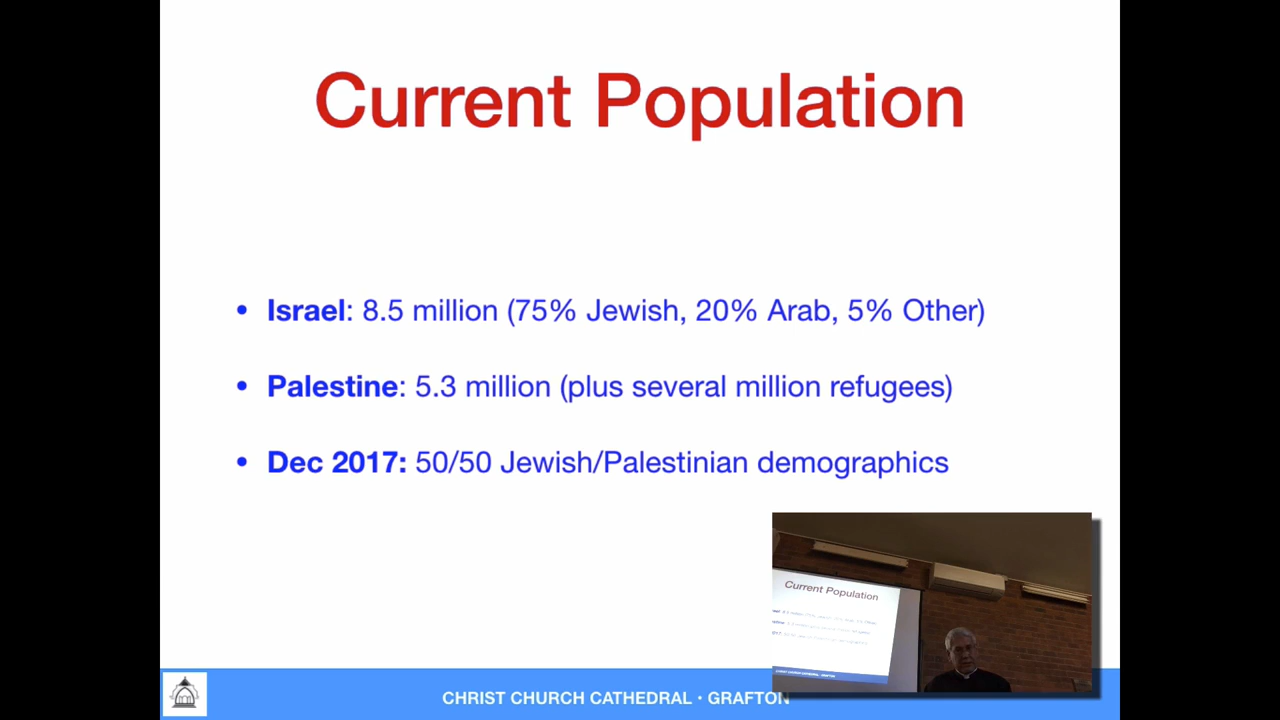 Current Population
• Israel: 8.5 million (75% Jewish, 20% Arab, 5% Other)
• Palestine: 5.3 million (plus several million refugees)
• Dec 2017: 50/50 Jewish/Palestinian demographics
Current Population
CHRIST CHURCH CATHEDRAL • GRAFTON